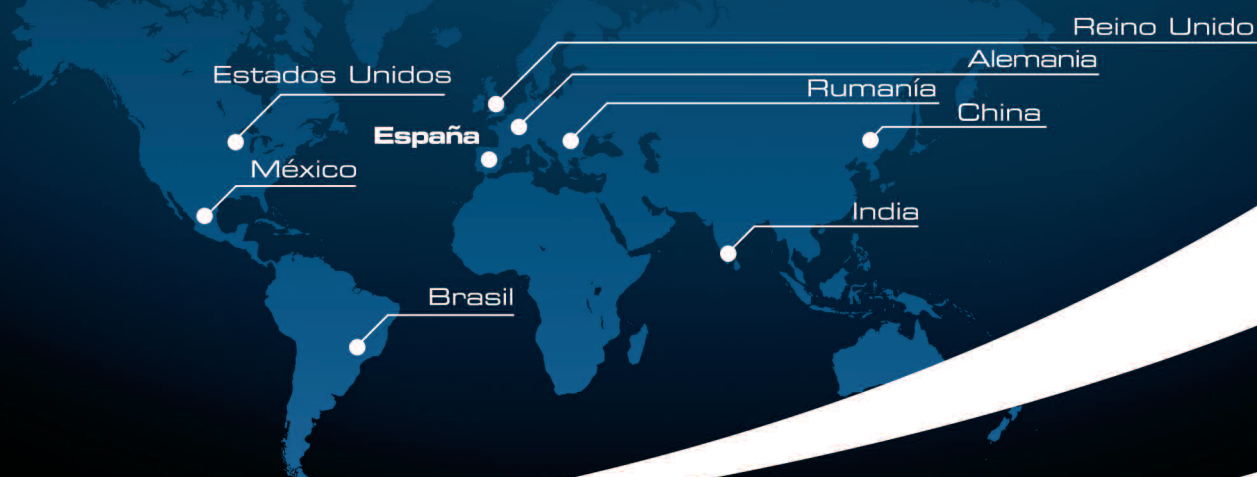 Reino Unido
Alemania
Estados Unidos
Rumanía
China
España
México
India
Brasil